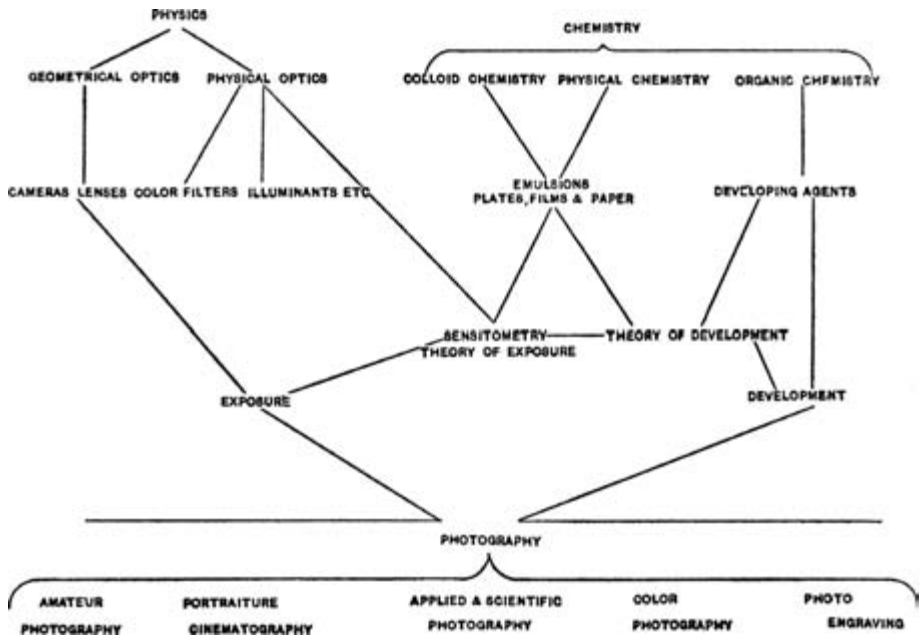 PHYSICS
CHEMISTRY
GEOMETRICAL OPTICS
PHYSICAL OPTICS
COLLOID CHEMISTRY
PHYSICAL CHEMISTRY
ORGANIC CHEMISTRY
CAMERAS LENSES
COLOR FILTERS
ILLUMINANTS ETC
EMULSIONS
PLATES, FILMS & PAPER
DEVELOPING AGENTS
SENSITOMETRY
THEORY OF EXPOSURE
THEORY OF DEVELOPMENT
EXPOSURE
DEVELOPMENT
PHOTOGRAPHY
AMATEUR
PHOTOGRAPHY
PORTRAITURE
CINEMATOGRAPHY
APPLIED & SCIENTIFIC
PHOTOGRAPHY
COLOR
PHOTOGRAPHY
PHOTO
ENGRAVING